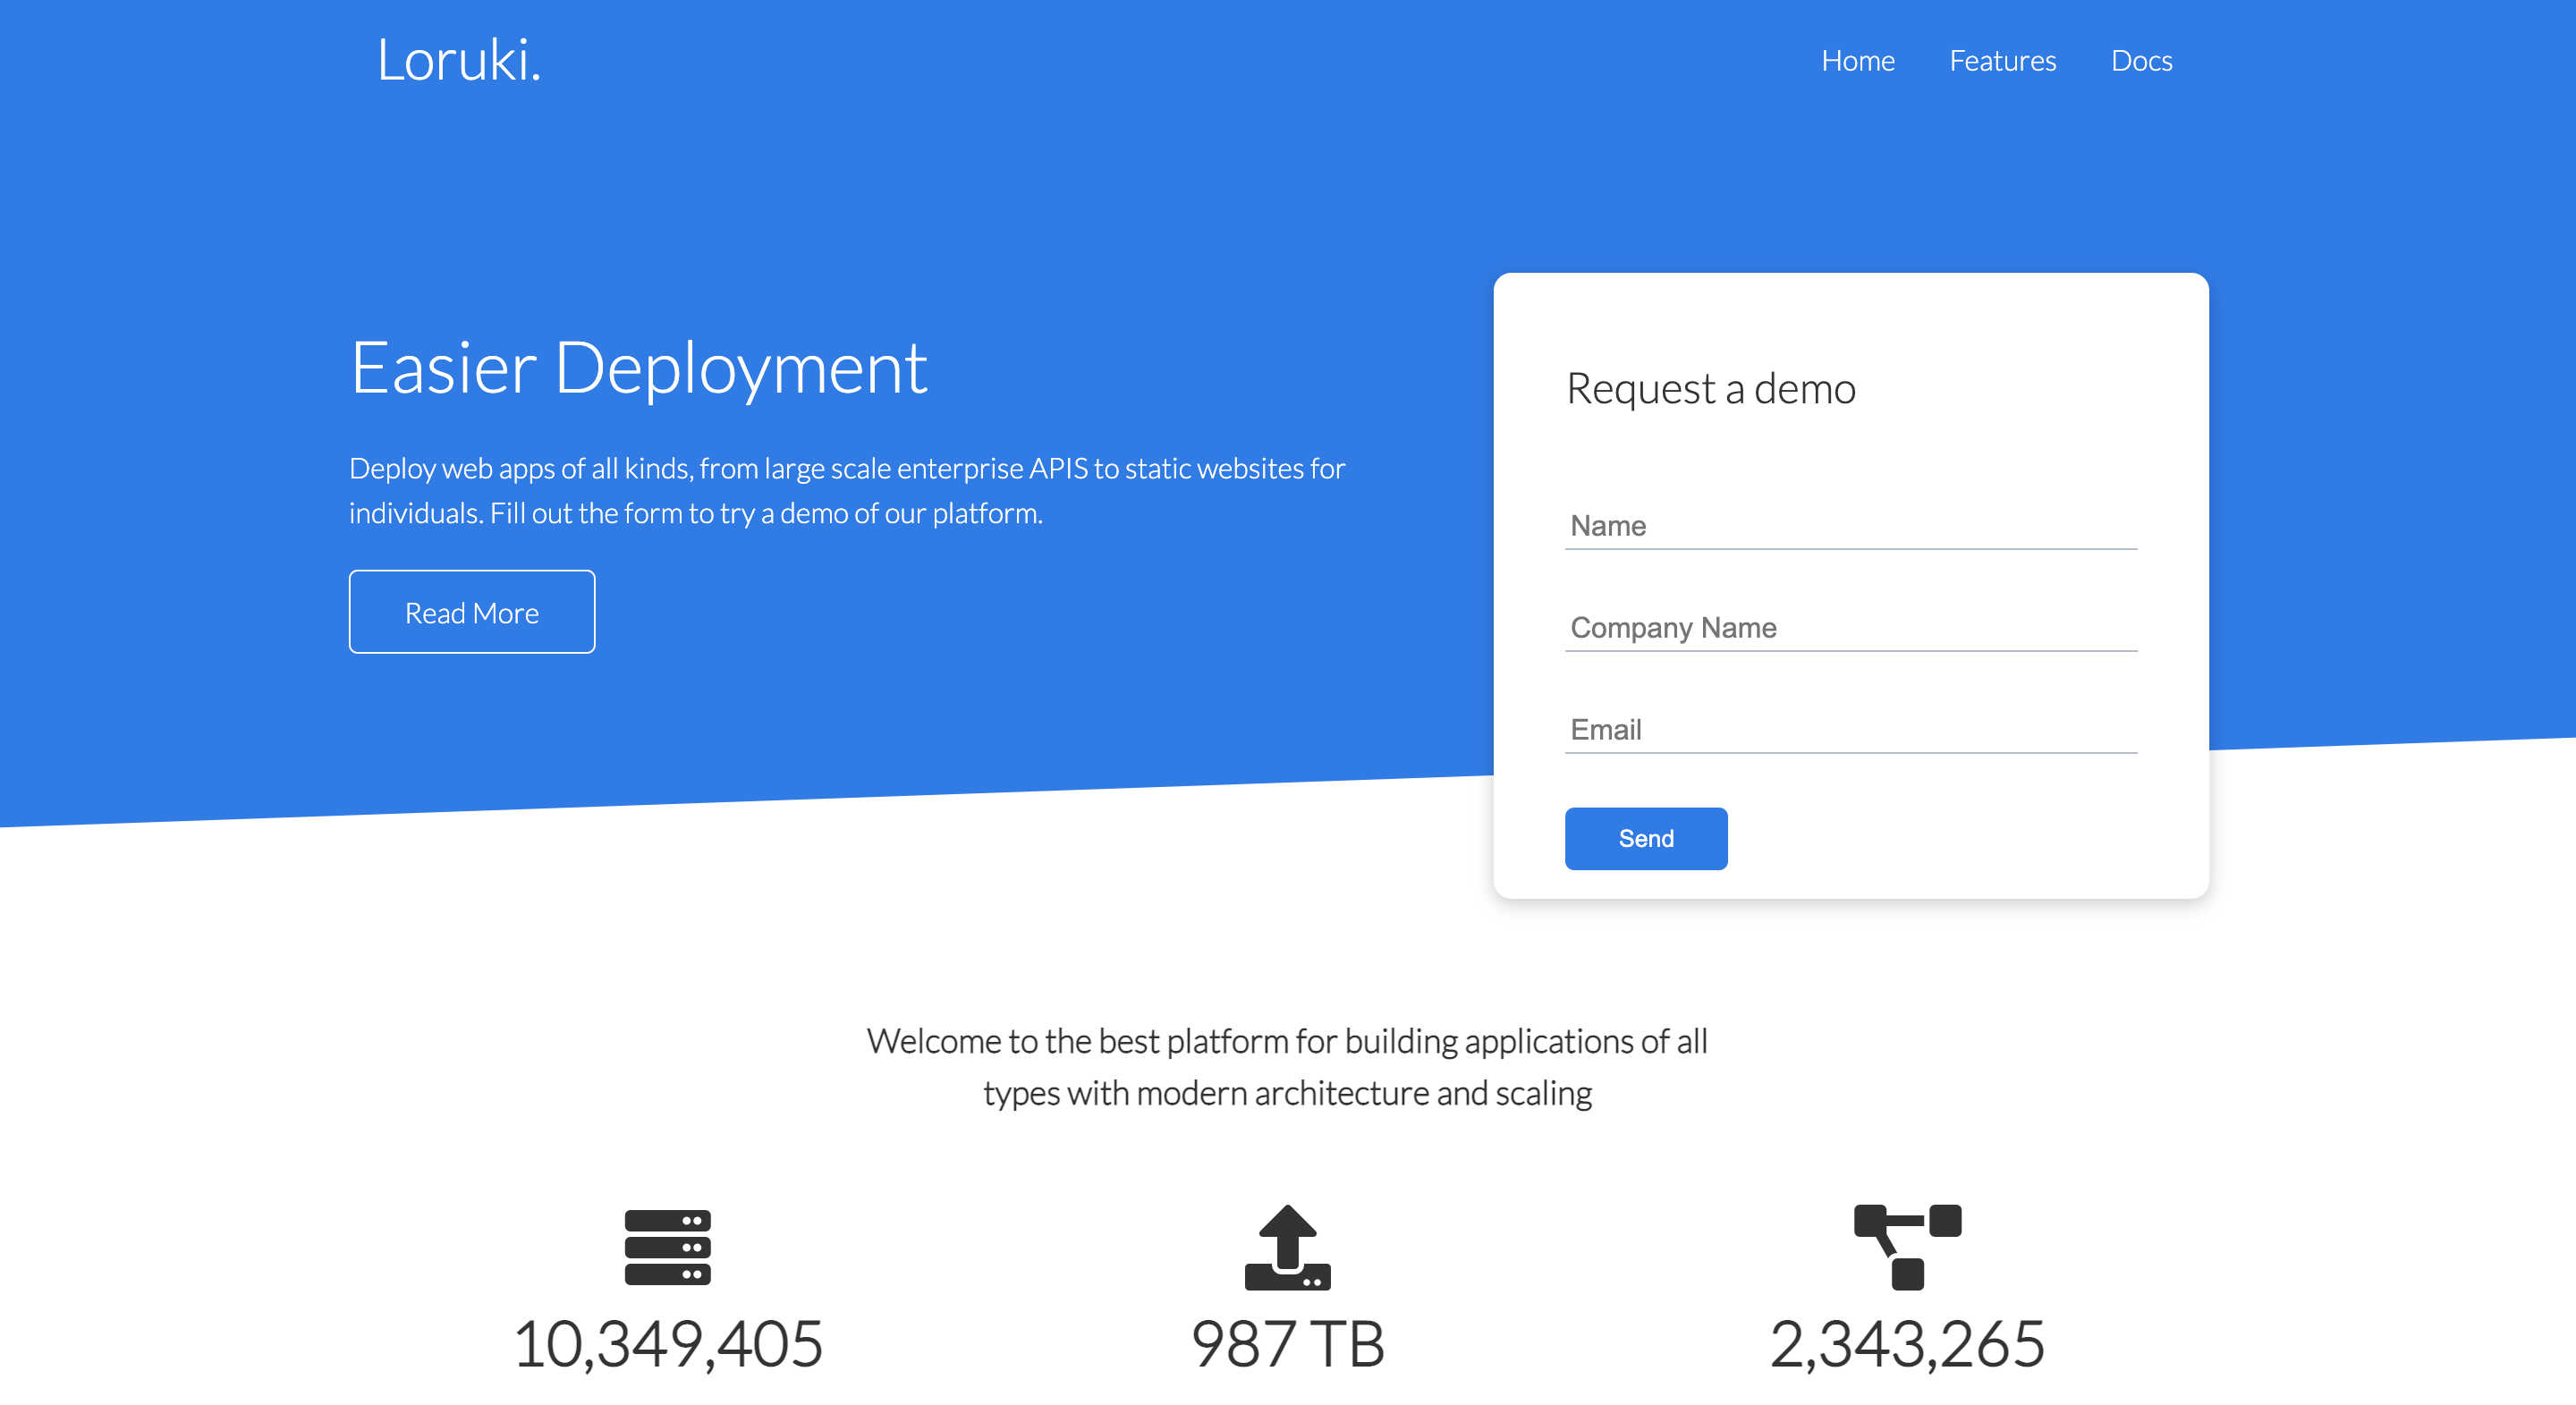 Loruki.
Home Features Docs
Easier Deployment
Deploy web apps of all kinds, from large scale enterprise APIS to static websites for
individuals. Fill out the form to try a demo of our platform.
Read More
Request a demo
Name
Company Name
Email
Send
Welcome to the best platform for building applications of all
types with modern architecture and scaling
10,349,405
987 TB
2,343,265